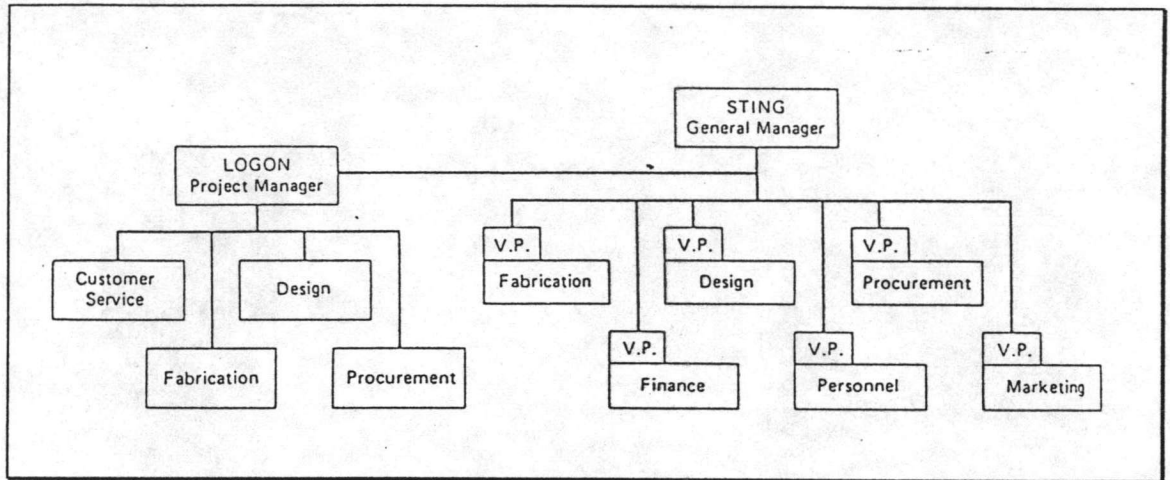 STING
General Manager
LOGON
Project Manager
Customer
Service
Design
Fabrication
Procurement
V.P.
Fabrication
V.P.
Design
V.P.
Procurement
V.P.
Finance
V.P.
Personnel
V.P.
Marketing